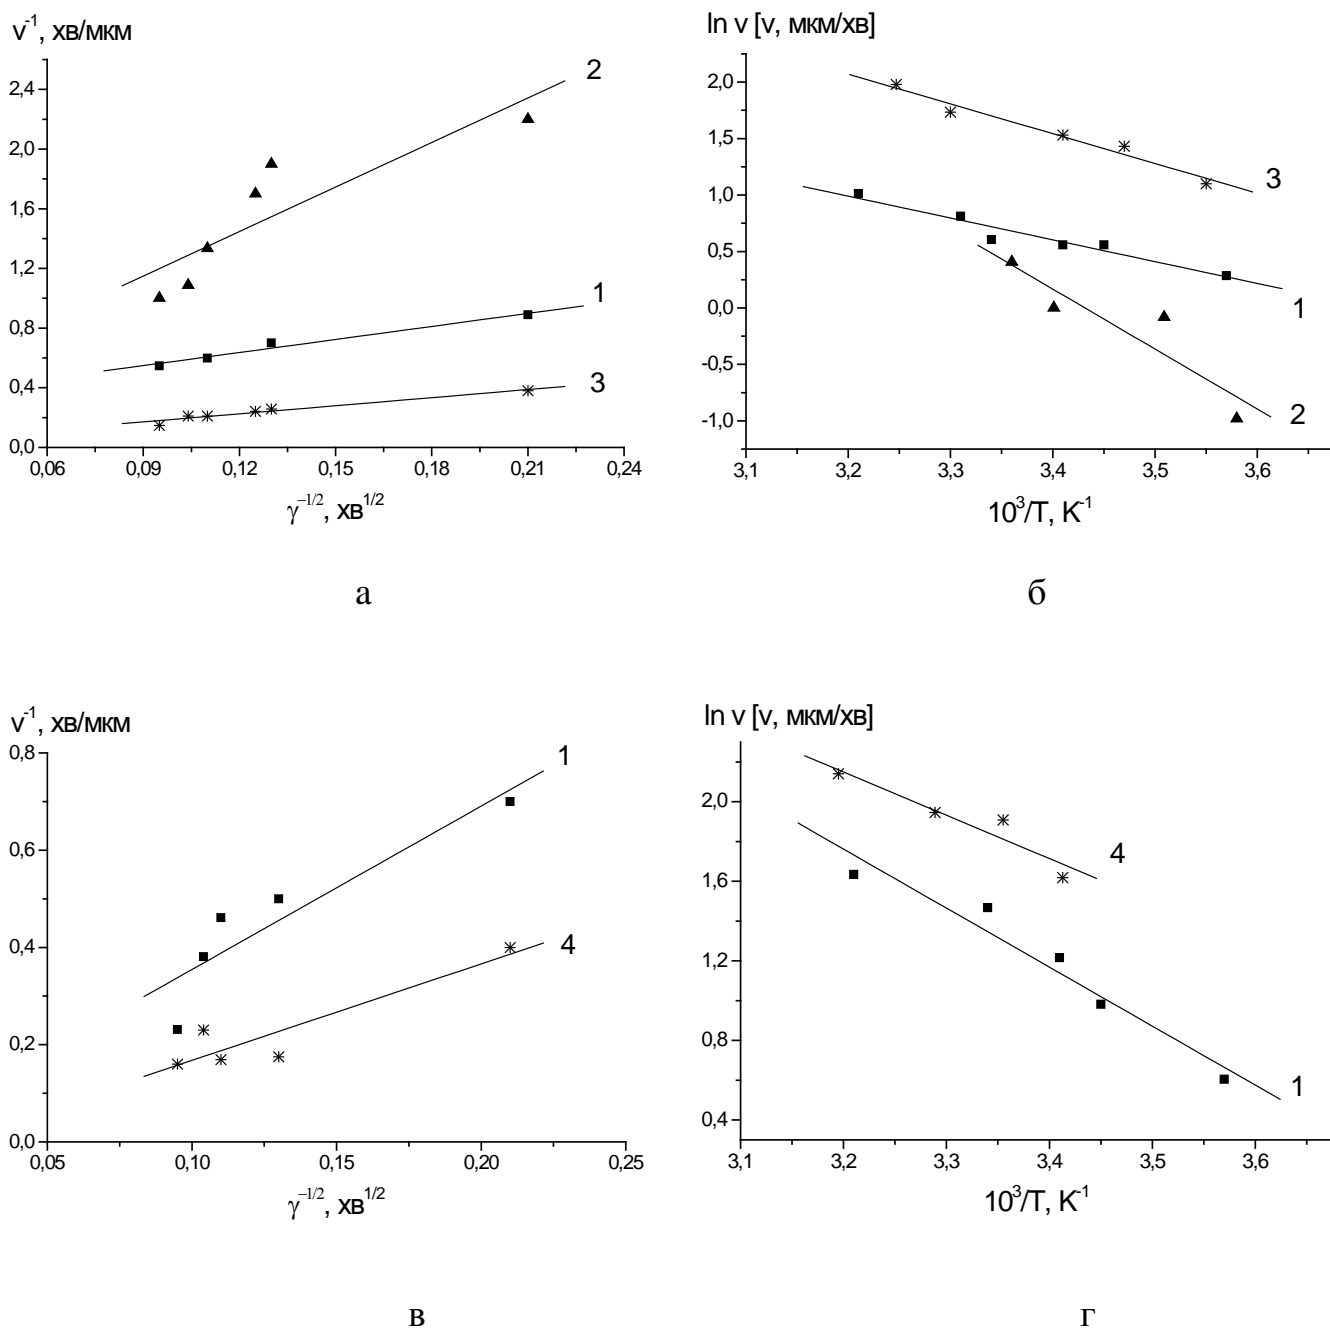 v⁻¹, хв/мкм
2,4
2,0
1,6
1,2
0,8
0,4
0,0
0,06 0,09 0,12 0,15 0,18 0,21 0,24
2
1
3
γ⁻¹/², хв¹/²
а
ln v [v, мкм/хв]
2,0
1,5
1,0
0,5
0,0
-0,5
-1,0
3,1 3,2 3,3 3,4 3,5 3,6
3
1
2
10³/T, K⁻¹
б
v⁻¹, хв/мкм
0,8
0,6
0,4
0,2
0,0
0,05 0,10 0,15 0,20 0,25
1
4
γ⁻¹/², хв¹/²
в
ln v [v, мкм/хв]
2,0
1,6
1,2
0,8
0,4
3,1 3,2 3,3 3,4 3,5 3,6
4
1
10³/T, K⁻¹
г